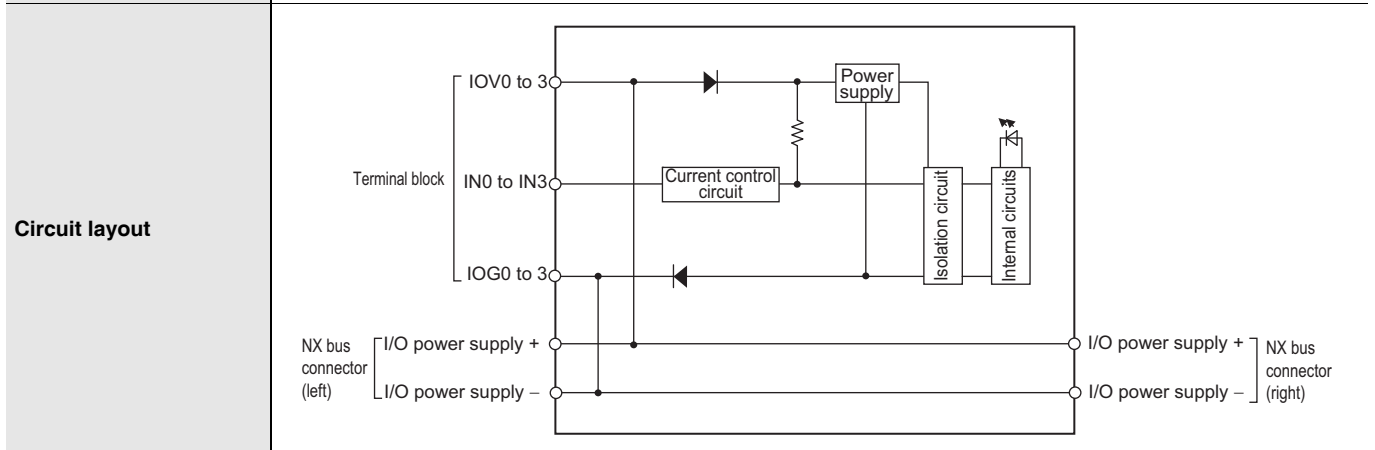 Circuit layout
Terminal block
IOV0 to 3
IN0 to IN3
IOG0 to 3
Power
supply
Current control
circuit
Isolation circuit
Internal circuits
NX bus
connector
(left)
I/O power supply +
I/O power supply –
I/O power supply +
I/O power supply –
NX bus
connector
(right)